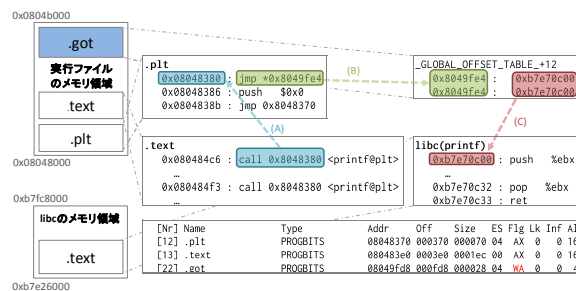 0x0804b000
.got
実行ファイル
のメモリ領域
.text
.plt
0x08048000
0xb7fc8000
libcのメモリ領域
.text
0xb7e26000
.plt
0x08048380 : jmp *0x8049fe4
0x08048386 : push $0x0
0x0804838b : jmp 0x8048370
(B)
_GLOBAL_OFFSET_TABLE_+12
0x8049fe4 : 0xb7e70c00
0x8049fe4 : 0xb7e70c00
(A)
(C)
.text
0x080484c6 : call 0x8048380 <printf@plt>
…
0x080484f3 : call 0x8048380 <printf@plt>
…
libc(printf)
0xb7e70c00 : push %ebx
…
0xb7e70c32 : pop %ebx
0xb7e70c33 : ret
[Nr] Name Type Addr Off Size ES Flg Lk Inf Al
[12] .plt PROGBITS 08048370 000370 000070 04 AX 0 0 16
[13] .text PROGBITS 080483e0 0003e0 0001ec 00 AX 0 0 16
[22] .got PROGBITS 08049fd8 000fd8 000028 04 WA 0 0 4